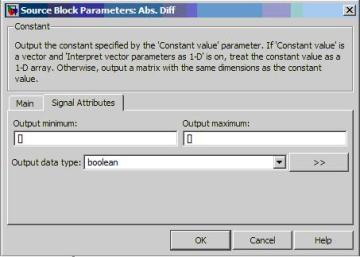 Source Block Parameters: Abs. Diff
Constant
Output the constant specified by the 'Constant value' parameter. If 'Constant value' is
a vector and 'Interpret vector parameters as 1-D' is on, treat the constant value as a
1-D array. Otherwise, output a matrix with the same dimensions as the constant
value.
Main Signal Attributes
Output minimum: Output maximum:
[] []
Output data type: boolean >>
OK Cancel Help